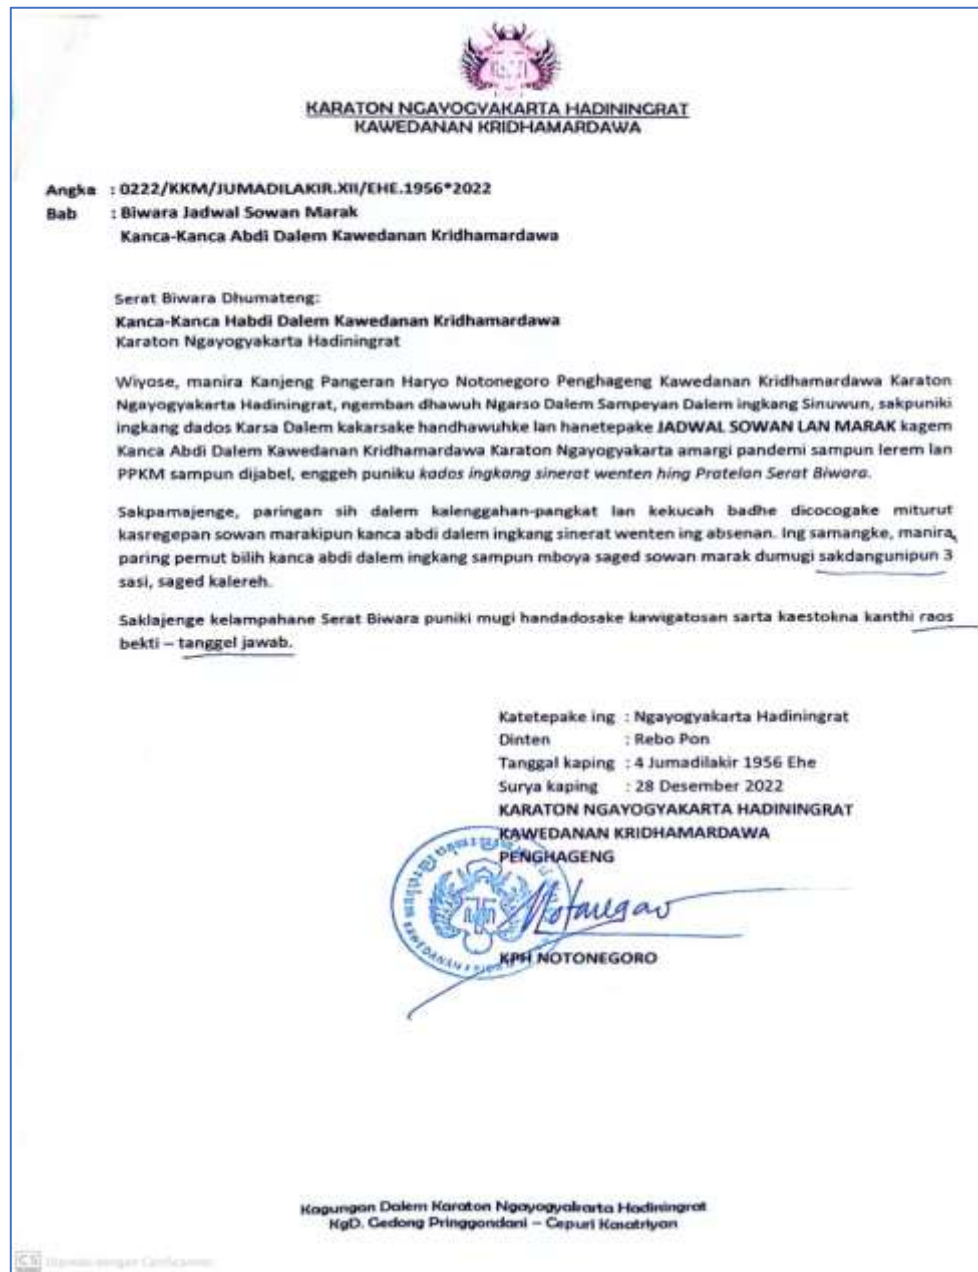 KARATON NGAYOGYAKARTA HADININGRAT
KAWEDANAN KRIDHAMARDAWA
Angka : 0222/KKM/JUMADILAKIR.XII/EHE.1956*2022
Bab : Biwara Jadwal Sowan Marak
Kanca-Kanca Abdi Dalem Kawedanan Kridhamardawa
Serat Biwara Dhumateng:
Kanca-Kanca Habdi Dalem Kawedanan Kridhamardawa
Karaton Ngayogyakarta Hadiningrat
Wiyose, manira Kanjeng Pangeran Haryo Notonegoro Penghageng Kawedanan Kridhamardawa Karaton
Ngayogyakarta Hadiningrat, ngemban dhawuh Ngarso Dalem Sampeyan Dalem ingkang Sinuwun, sakpuniki
ingkang dados Karsa Dalem kakarsake handhawuhke lan hanetepake JADWAL SOWAN LAN MARAK kagem
Kanca Abdi Dalem Kawedanan Kridhamardawa Karaton Ngayogyakarta amargi pandemi sampun lerem lan
PPKM sampun dijabel, enggeh puniku kados ingkang sinerat wenten hing Pratelan Serat Biwara.
Sakpamajenge, paringan sih dalem kalenggahan-pangkat lan kekucah badhe dicocogake miturut
kasregepan sowan marakipun kanca abdi dalem ingkang sinerat wenten ing absenan. Ing samangke, manira
paring pemut bilih kanca abdi dalem ingkang sampun mboya saged sowan marak dumugi sakdangunipun 3
sasi, saged kalereh.
Saklajenge kelampahane Serat Biwara puniki mugi handadosake kawigatosan sarta kaestokna kanthi raos
bekti – tanggel jawab.
Katetepake ing : Ngayogyakarta Hadiningrat
Dinten : Rebo Pon
Tanggal kaping : 4 Jumadilakir 1956 Ehe
Surya kaping : 28 Desember 2022
KARATON NGAYOGYAKARTA HADININGRAT
KAWEDANAN KRIDHAMARDAWA
PENGHAGENG
KPH NOTONEGORO
Kagungan Dalem Karaton Ngayogyakarta Hadiningrat
KgD. Gedong Pringgondani – Cepuri Kasatriyan
CS Dipindai dengan CamScanner